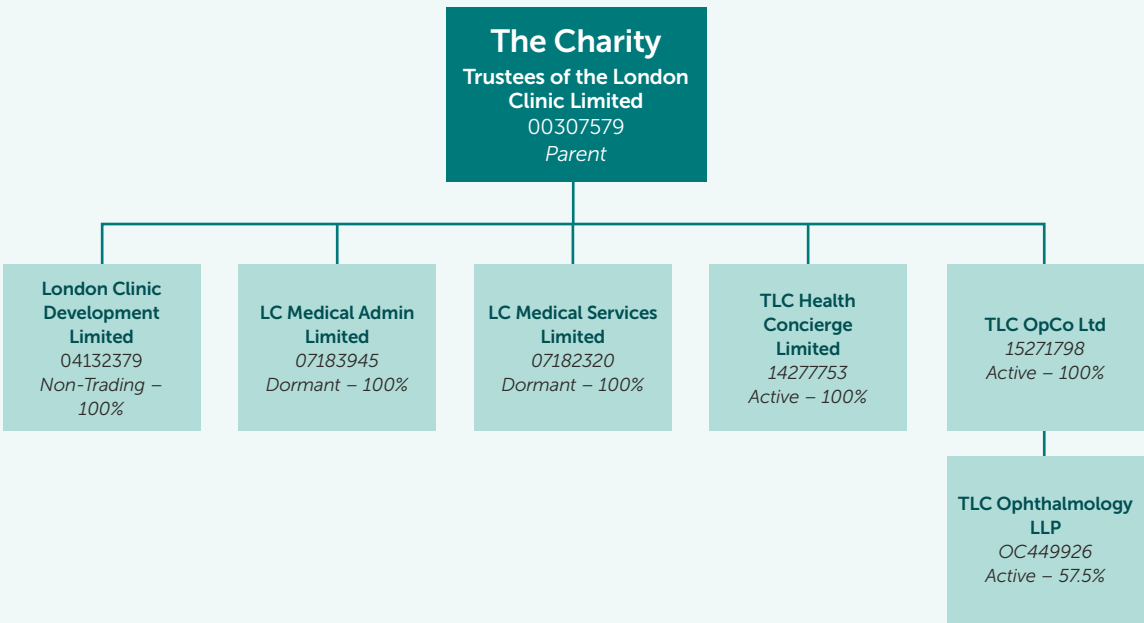 The Charity
Trustees of the London
Clinic Limited
00307579
Parent
London Clinic
Development
Limited
04132379
Non-Trading –
100%
LC Medical Admin
Limited
07183945
Dormant – 100%
LC Medical Services
Limited
07182320
Dormant – 100%
TLC Health
Concierge
Limited
14277753
Active – 100%
TLC OpCo Ltd
15271798
Active – 100%
TLC Ophthalmology
LLP
OC449926
Active – 57.5%